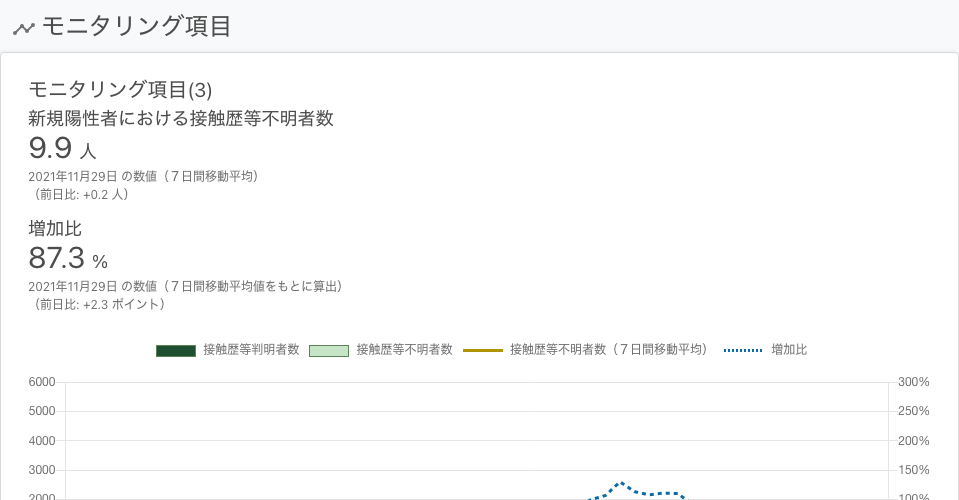 モニタリング項目
モニタリング項目(3)
新規陽性者における接触歴等不明者数
9.9 人
2021年11月29日 の数値（７日間移動平均）
（前日比: +0.2 人）
増加比
87.3 %
2021年11月29日 の数値（７日間移動平均値をもとに算出）
（前日比: +2.3 ポイント）
接触歴等判明者数 接触歴等不明者数 接触歴等不明者数（７日間移動平均） 増加比
6000 300%
5000 250%
4000 200%
3000 150%
2000 100%